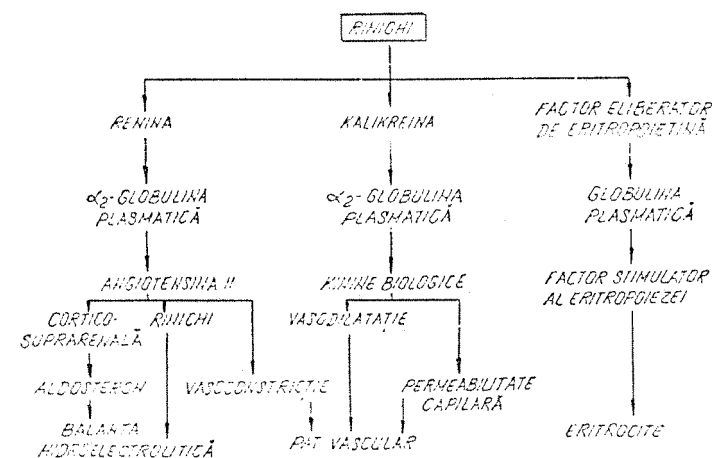 RINICHI
RENINA
KALIKREINA
FACTOR ELIBERATOR
DE ERITROPOIETINĂ
α2-GLOBULINA
PLASMATICĂ
α2-GLOBULINA
PLASMATICĂ
GLOBULINA
PLASMATICĂ
ANGIOTENSINA II
KININE BIOLOGICE
FACTOR STIMULATOR
AL ERITROPOIEZEI
CORTICO-
SUPRARENALĂ
RINICHI
VASODILATAȚIE
ALDOSTERON
VASOCONSTRICȚIE
PERMEABILITATE
CAPILARĂ
BALANȚA
HIDROELECTROLITICĂ
PAT VASCULAR
ERITROCITE